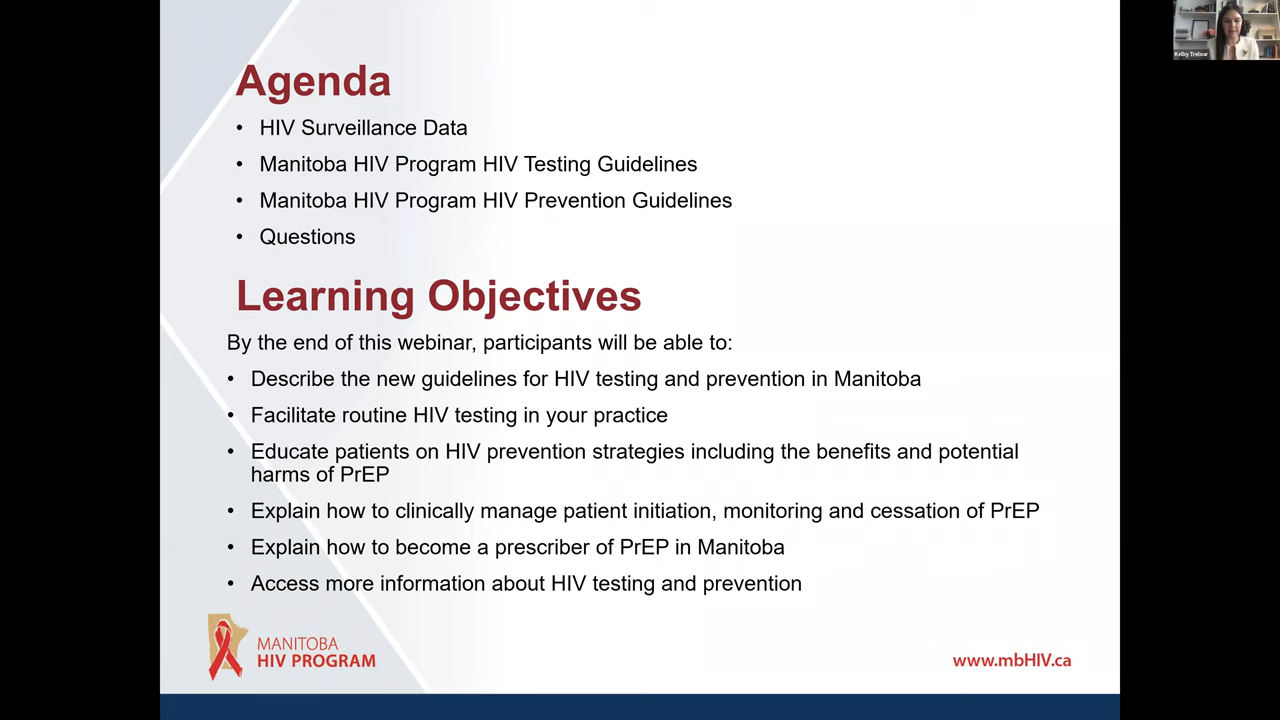 Agenda
• HIV Surveillance Data
• Manitoba HIV Program HIV Testing Guidelines
• Manitoba HIV Program HIV Prevention Guidelines
• Questions
Learning Objectives
By the end of this webinar, participants will be able to:
• Describe the new guidelines for HIV testing and prevention in Manitoba
• Facilitate routine HIV testing in your practice
• Educate patients on HIV prevention strategies including the benefits and potential
harms of PrEP
• Explain how to clinically manage patient initiation, monitoring and cessation of PrEP
• Explain how to become a prescriber of PrEP in Manitoba
• Access more information about HIV testing and prevention
MANITOBA
HIV PROGRAM
www.mbHIV.ca
Kelby Treloar